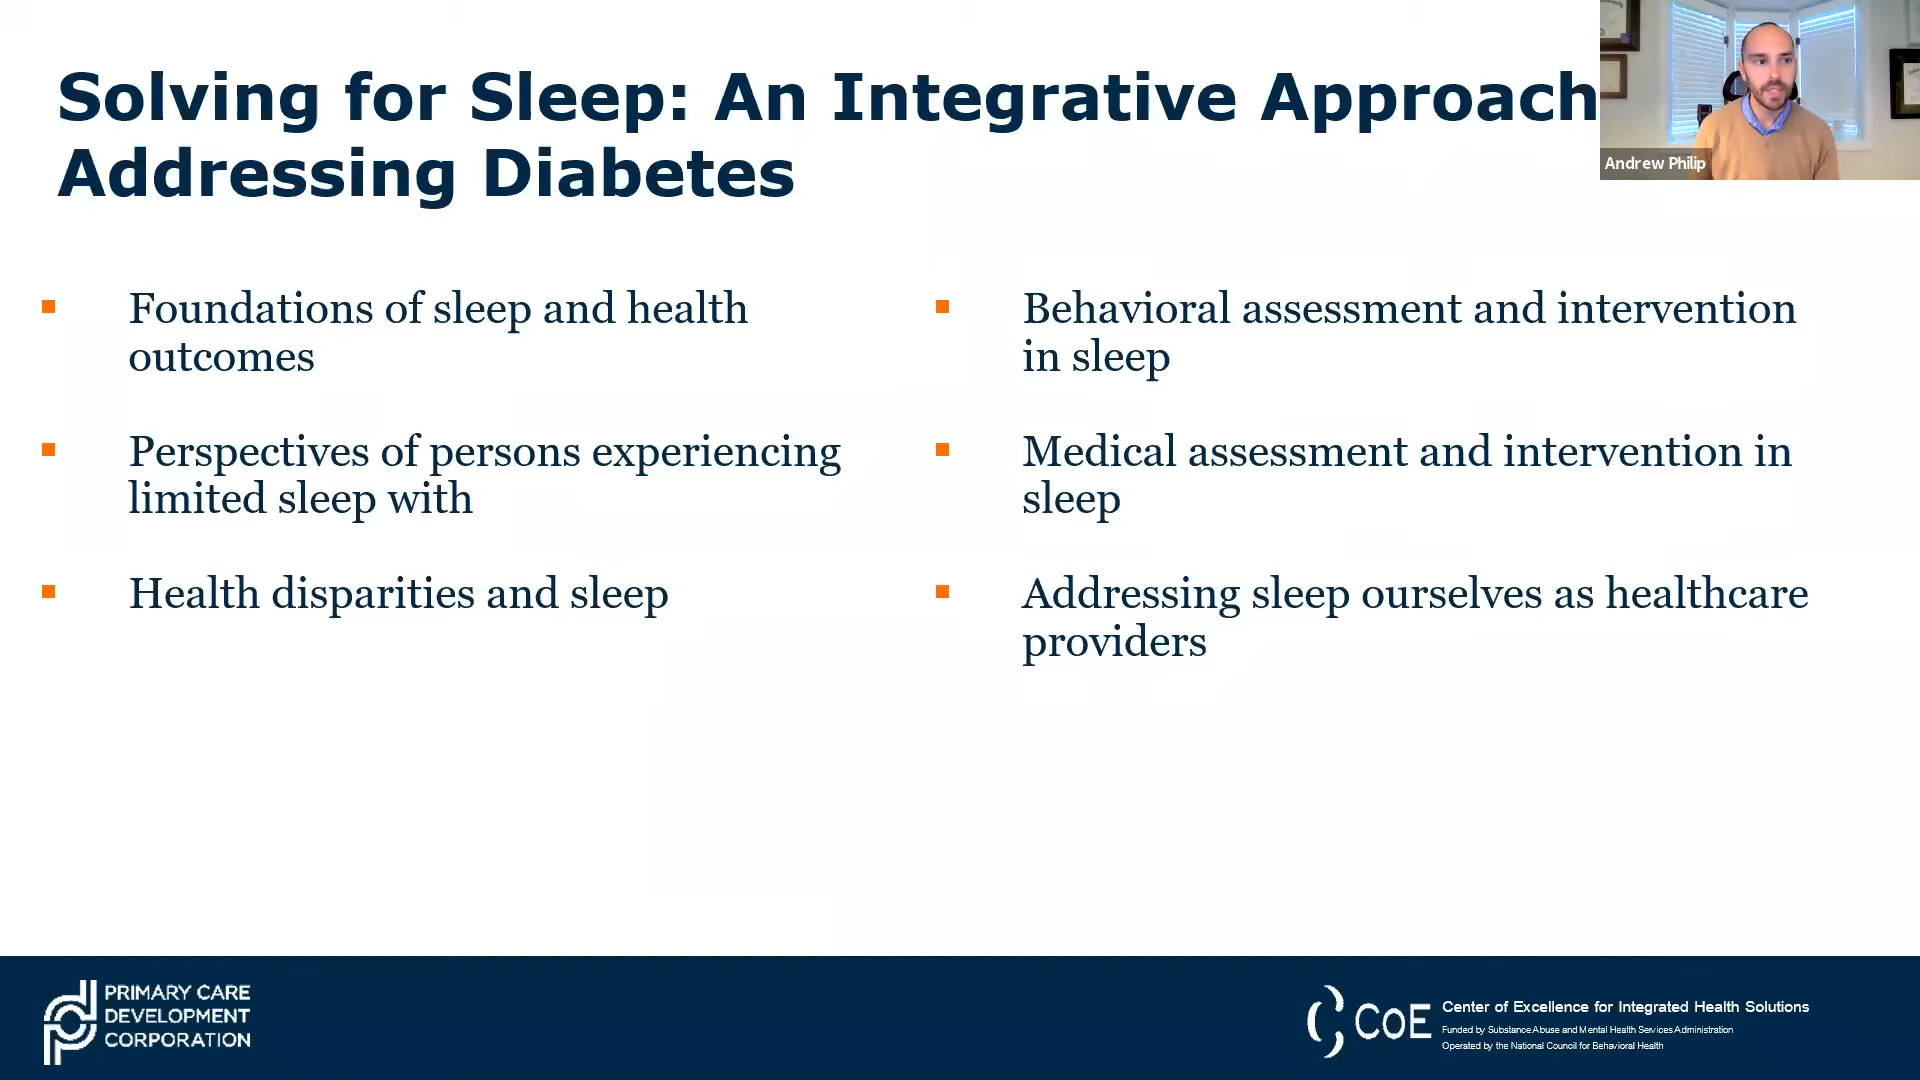 Solving for Sleep: An Integrative Approach
Addressing Diabetes
Andrew Philip
Foundations of sleep and health
outcomes
Perspectives of persons experiencing
limited sleep with
Health disparities and sleep
Behavioral assessment and intervention
in sleep
Medical assessment and intervention in
sleep
Addressing sleep ourselves as healthcare
providers
PRIMARY CARE
DEVELOPMENT
CORPORATION
CoE
Center of Excellence for Integrated Health Solutions
Funded by Substance Abuse and Mental Health Services Administration
Operated by the National Council for Behavioral Health